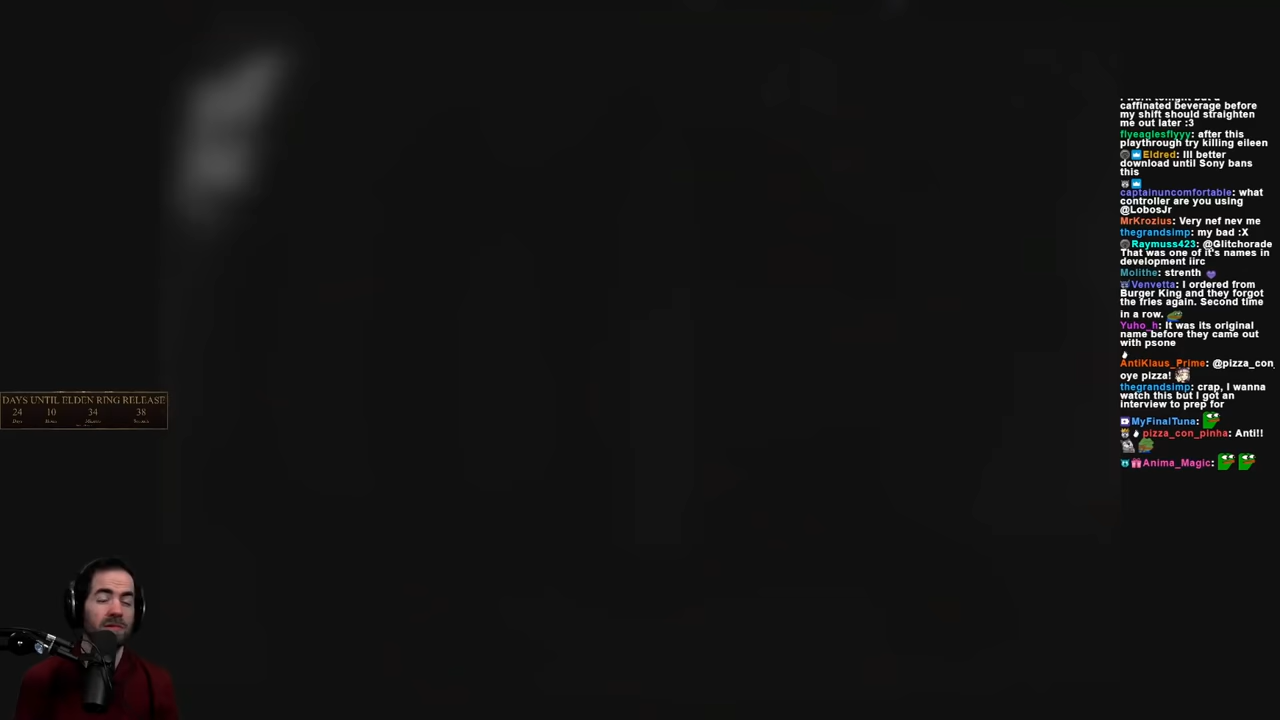 caffinated beverage before
my shift should straighten
me out later :3
flyeaglesflyyy: after this
playthrough try killing eileen
Eldred: Ill better
download until Sony bans
this
captainuncomfortable: what
controller are you using
@LobosJr
MrKrozius: Very nef nev me
thegrandsimp: my bad :X
Raymuss423: @Glitchorade
That was one of it's names in
development iirc
Molithe: strenth
Venvetta: I ordered from
Burger King and they forgot
the fries again. Second time
in a row.
Yuho_h: It was its original
name before they came out
with psone
AntiKlaus_Prime: @pizza_con
oye pizza!
thegrandsimp: crap, I wanna
watch this but I got an
interview to prep for
MyFinalTuna:
pizza_con_pinha: Anti!!
Anima_Magic:
DAYS UNTIL ELDEN RING RELEASE
24 10 34 38